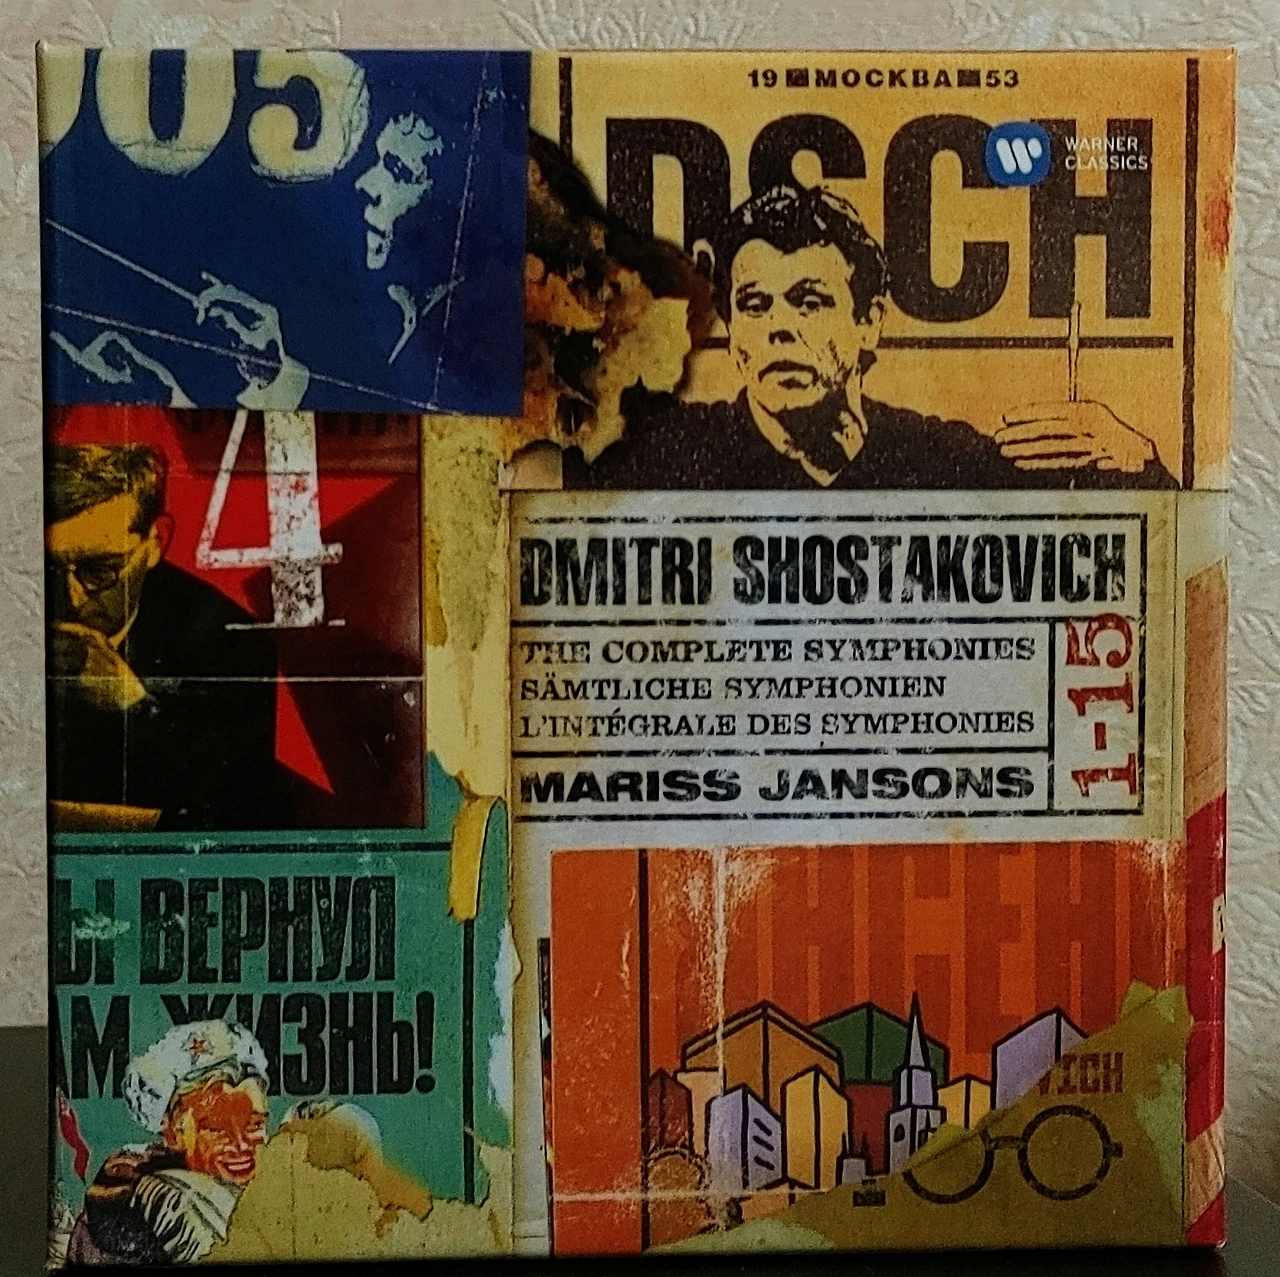 005
19 МОСКВА 53
DSCH
WARNER
CLASSICS
4
DMITRI SHOSTAKOVICH
THE COMPLETE SYMPHONIES
SÄMTLICHE SYMPHONIEN
L'INTÉGRALE DES SYMPHONIES
1-15
MARISS JANSONS
Ы ВЕРНУЛ
АМ ЖИЗНЬ!
НСЕН
VICH